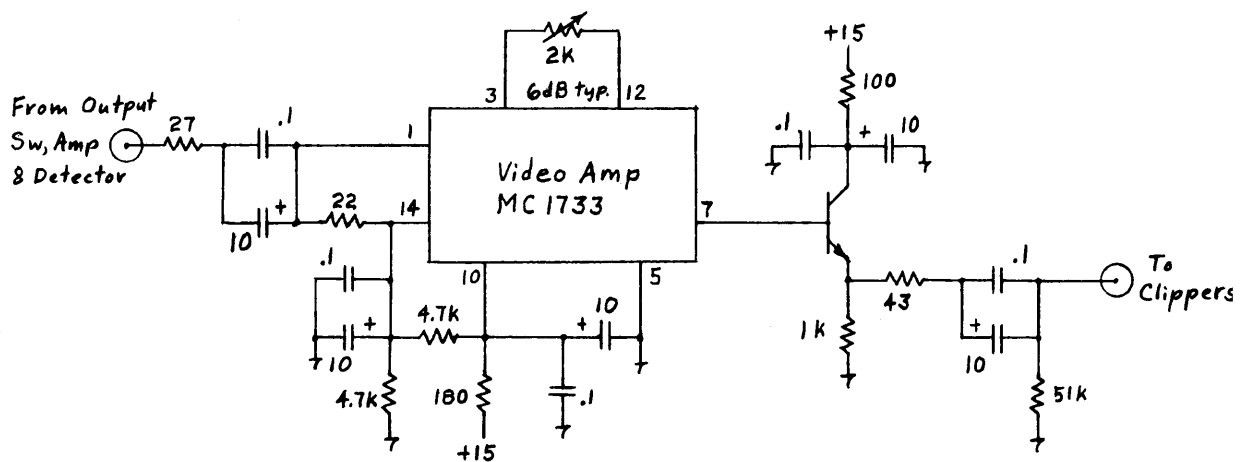 +15
2K
100
6dB typ.
3
12
From Output
Sw, Amp
& Detector
27
.1
1
.1
+
10
Video Amp
MC 1733
22
14
7
+
10
10
5
.1
.1
To
Clippers
43
4.7k
+
10
+
10
1k
+
10
4.7k
180
.1
51k
+15